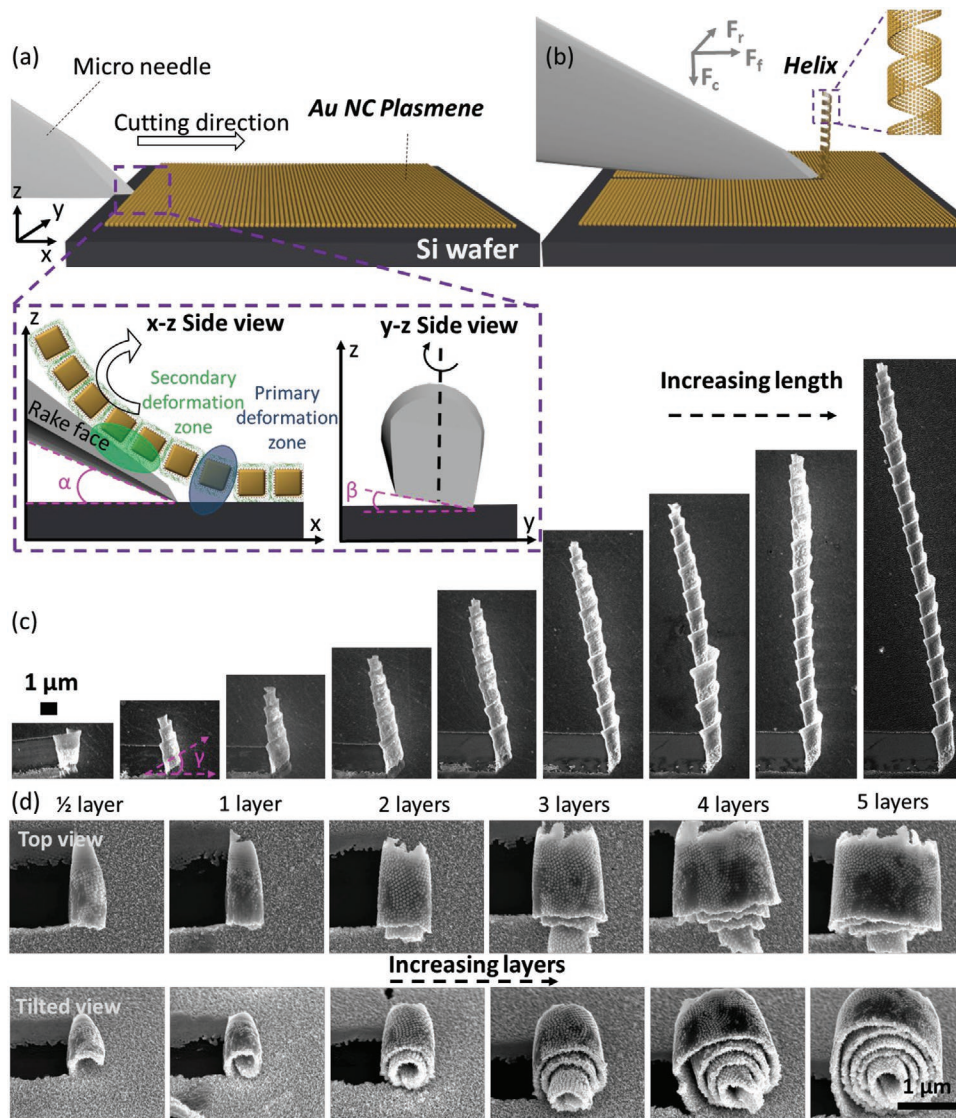 (a)
Micro needle
Cutting direction
Au NC Plasmene
z
y
x
Si wafer
(b)
Fr
Ff
Fc
Helix
z
x-z Side view
Secondary
deformation
zone
Primary
deformation
zone
Rake face
α
x
y-z Side view
z
β
y
Increasing length
(c)
1 μm
γ
(d)
½ layer
1 layer
2 layers
3 layers
4 layers
5 layers
Top view
Increasing layers
Tilted view
1 μm